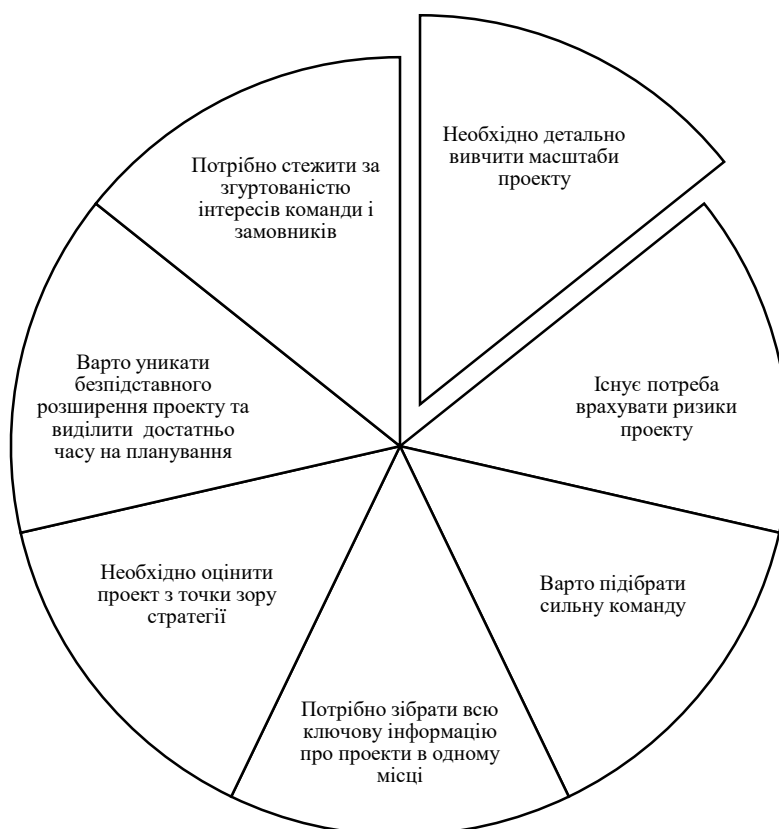 Необхідно детально
вивчити масштаби
проекту
Існує потреба
врахувати ризики
проекту
Варто підібрати
сильну команду
Потрібно зібрати всю
ключову інформацію
про проекти в одному
місці
Необхідно оцінити
проект з точки зору
стратегії
Варто уникати
безпідставного
розширення проекту та
виділити  достатньо
часу на планування
Потрібно стежити за
згуртованістю
інтересів команди і
замовників